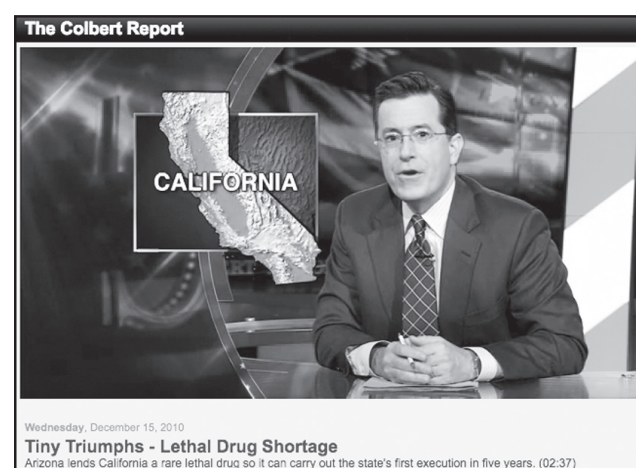 The Colbert Report
CALIFORNIA
Wednesday, December 15, 2010
Tiny Triumphs - Lethal Drug Shortage
Arizona lends California a rare lethal drug so it can carry out the state's first execution in five years. (02:37)